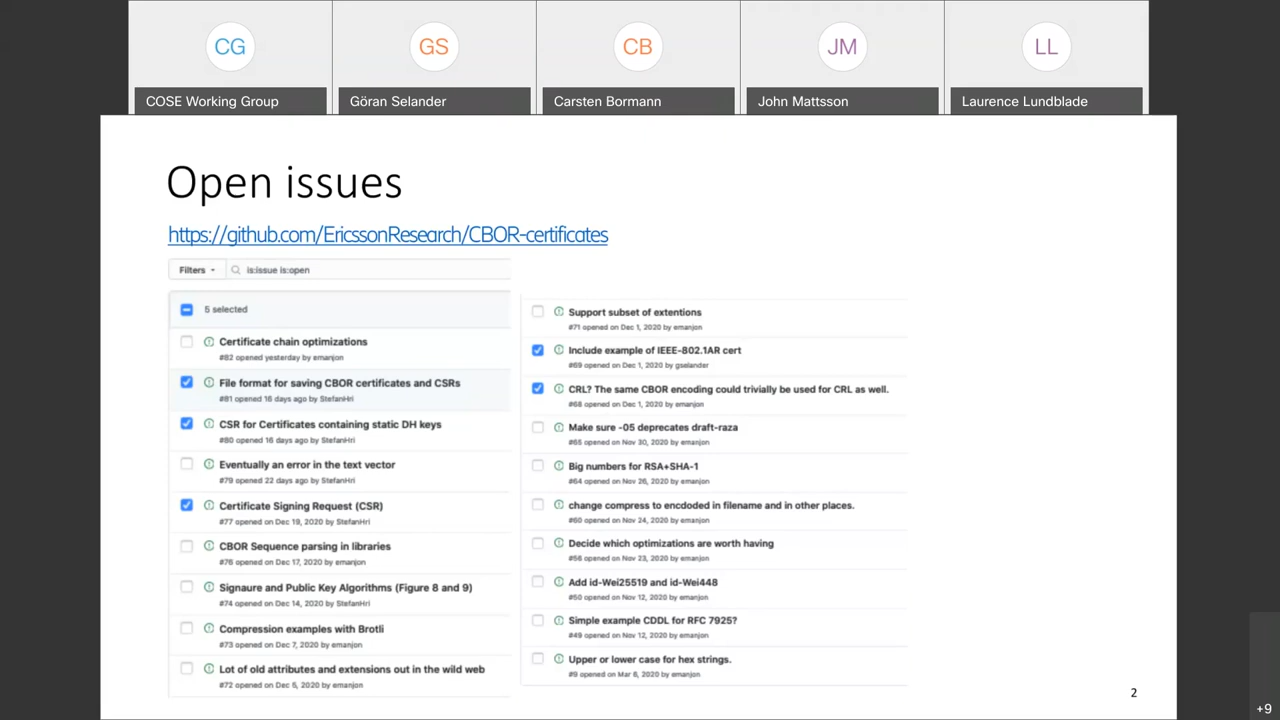 CG
GS
CB
JM
LL
COSE Working Group
Göran Selander
Carsten Bormann
John Mattsson
Laurence Lundblade
Open issues
https://github.com/EricssonResearch/CBOR-certificates
Filters
is:issue is:open
5 selected
Certificate chain optimizations
#82 opened yesterday by emanjon
File format for saving CBOR certificates and CSRs
#81 opened 16 days ago by StefanHri
CSR for Certificates containing static DH keys
#80 opened 16 days ago by StefanHri
Eventually an error in the text vector
#79 opened 22 days ago by StefanHri
Certificate Signing Request (CSR)
#77 opened on Dec 19, 2020 by StefanHri
CBOR Sequence parsing in libraries
#76 opened on Dec 17, 2020 by emanjon
Signaure and Public Key Algorithms (Figure 8 and 9)
#74 opened on Dec 14, 2020 by StefanHri
Compression examples with Brotli
#73 opened on Dec 7, 2020 by emanjon
Lot of old attributes and extensions out in the wild web
#72 opened on Dec 5, 2020 by emanjon
Support subset of extentions
#71 opened on Dec 1, 2020 by emanjon
Include example of IEEE-802.1AR cert
#69 opened on Dec 1, 2020 by gselander
CRL? The same CBOR encoding could trivially be used for CRL as well.
#68 opened on Dec 1, 2020 by emanjon
Make sure -05 deprecates draft-raza
#65 opened on Nov 30, 2020 by emanjon
Big numbers for RSA+SHA-1
#64 opened on Nov 26, 2020 by emanjon
change compress to encdoded in filename and in other places.
#60 opened on Nov 24, 2020 by emanjon
Decide which optimizations are worth having
#56 opened on Nov 23, 2020 by emanjon
Add id-Wei25519 and id-Wei448
#50 opened on Nov 12, 2020 by emanjon
Simple example CDDL for RFC 7925?
#49 opened on Nov 12, 2020 by emanjon
Upper or lower case for hex strings.
#9 opened on Mar 6, 2020 by emanjon
2
+9